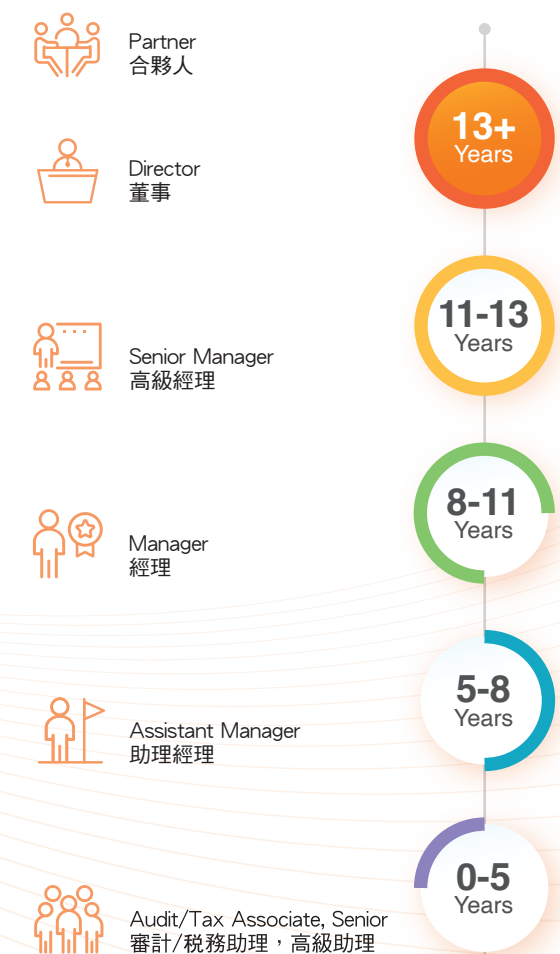 Partner
合夥人
13+
Years
Director
董事
11-13
Years
Senior Manager
高級經理
8-11
Years
Manager
經理
5-8
Years
Assistant Manager
助理經理
0-5
Years
Audit/Tax Associate, Senior
審計/税務助理，高級助理